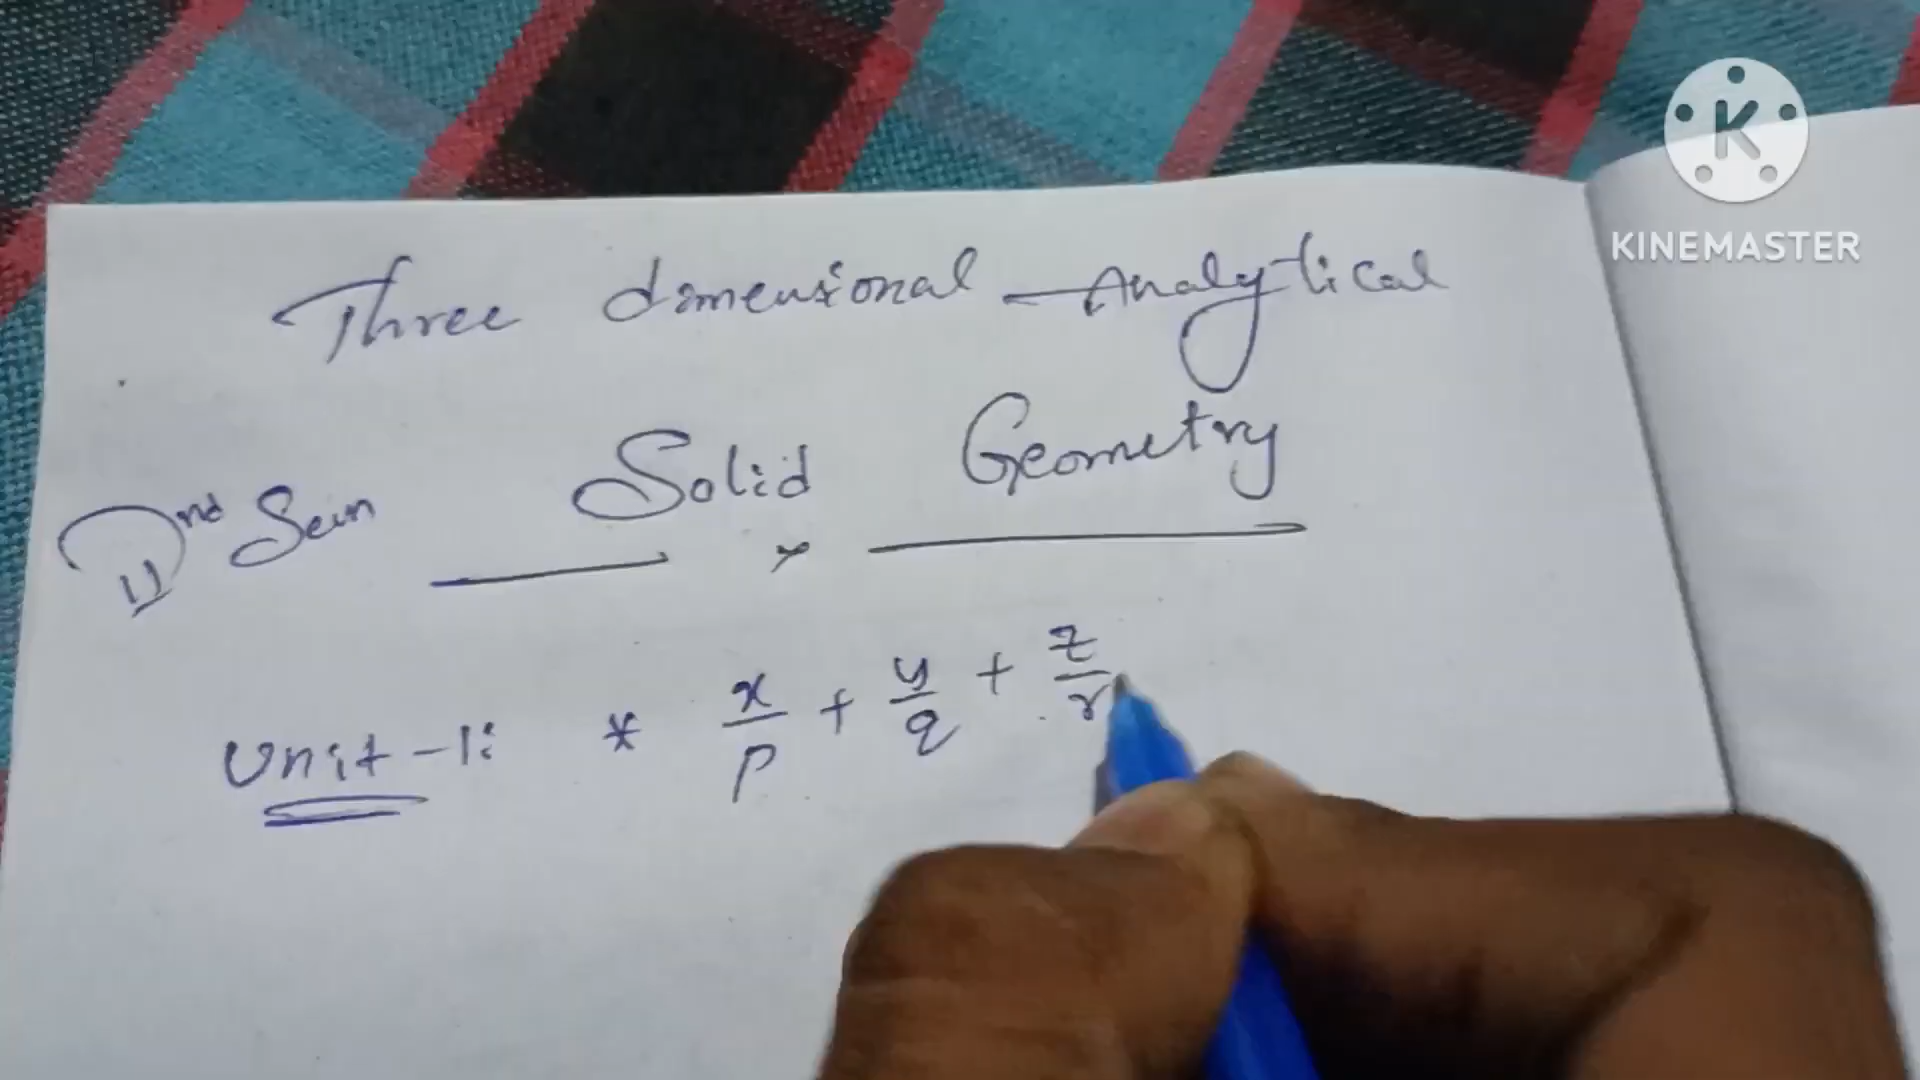 K
KINEMASTER
Three dimensional Analytical
Solid Geometry
IInd Sem
Unit-1: * x/p + y/q + z/r